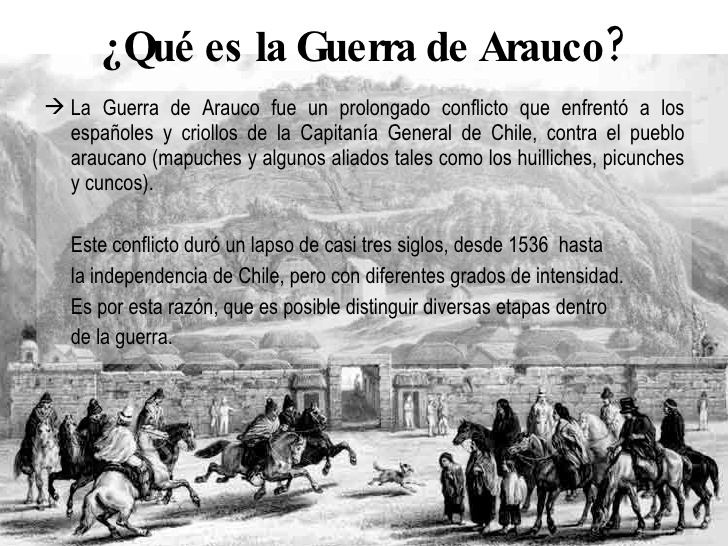 ¿Qué es la Guerra de Arauco?
→ La Guerra de Arauco fue un prolongado conflicto que enfrentó a los
españoles y criollos de la Capitanía General de Chile, contra el pueblo
araucano (mapuches y algunos aliados tales como los huilliches, picunches
y cuncos).
Este conflicto duró un lapso de casi tres siglos, desde 1536 hasta
la independencia de Chile, pero con diferentes grados de intensidad.
Es por esta razón, que es posible distinguir diversas etapas dentro
de la guerra.